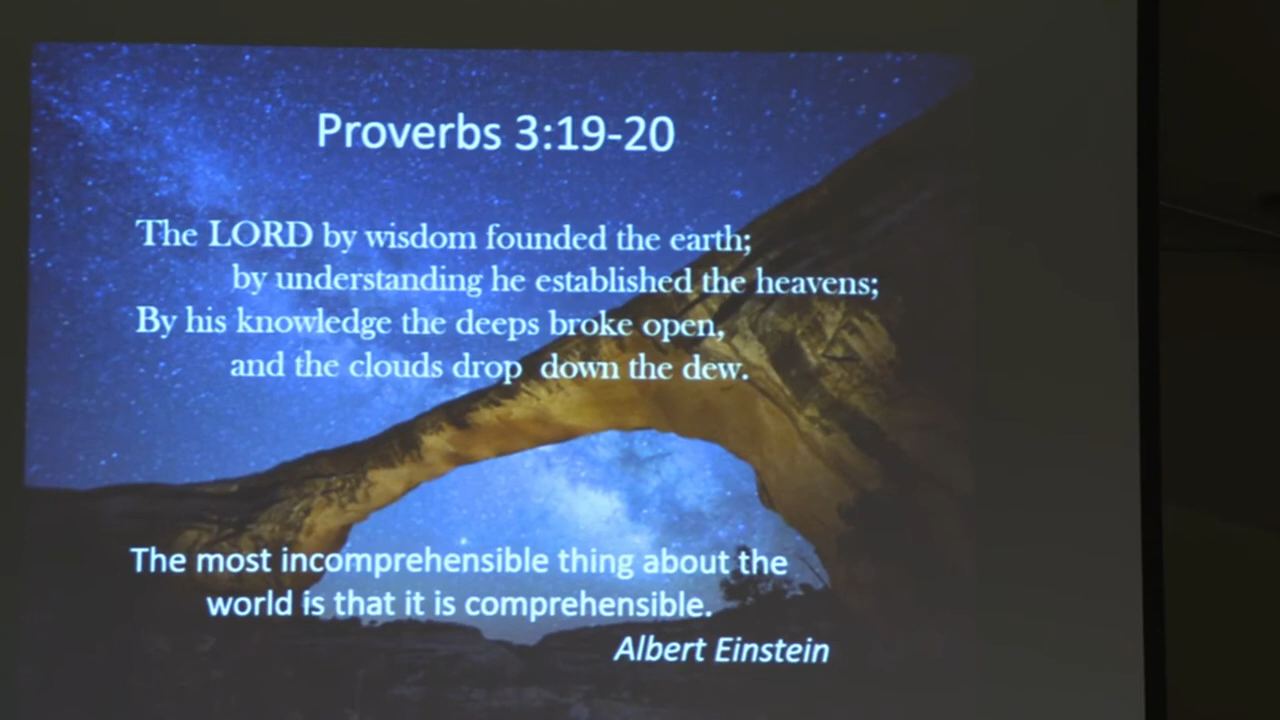 Proverbs 3:19-20
The LORD by wisdom founded the earth;
by understanding he established the heavens;
By his knowledge the deeps broke open,
and the clouds drop down the dew.
The most incomprehensible thing about the
world is that it is comprehensible.
Albert Einstein